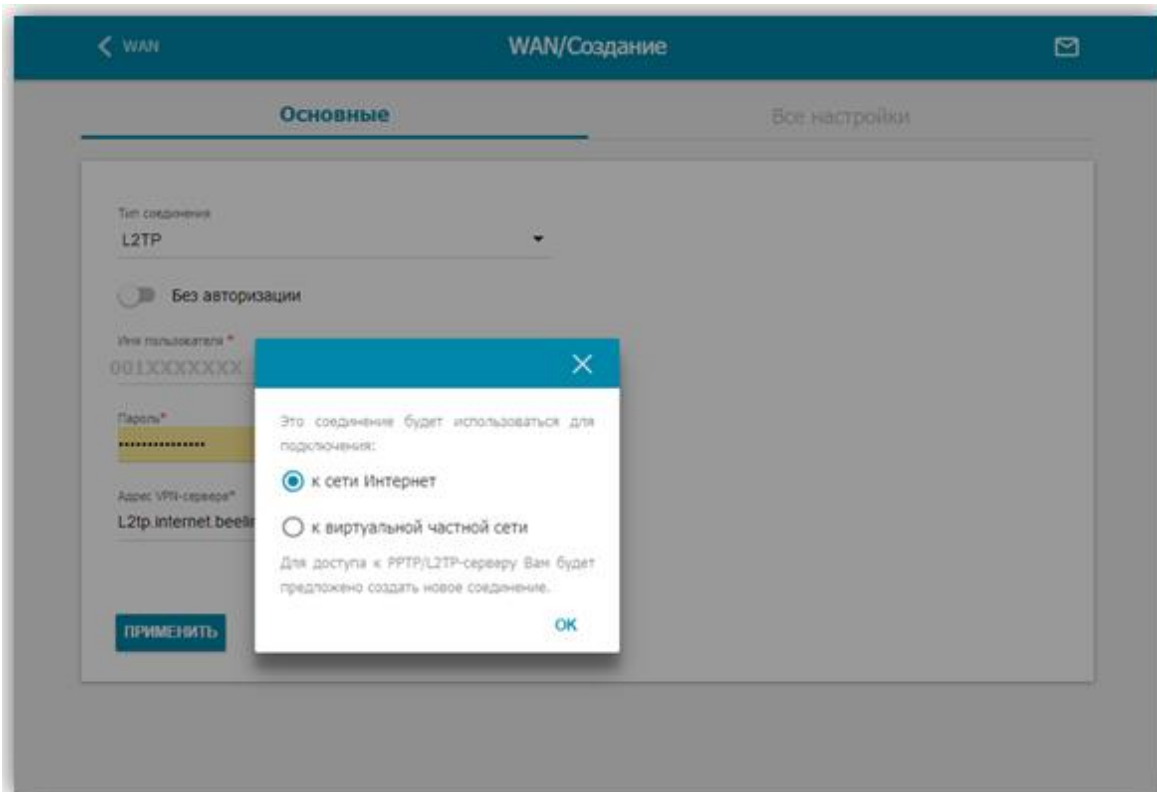 WAN
WAN/Создание
Основные
Все настройки
Тип соединения
L2TP
Без авторизации
Имя пользователя *
001XXXXXXX
Пароль*
Адрес VPN-сервера*
L2tp.internet.beelin
Это соединение будет использоваться для
подключения:
к сети Интернет
к виртуальной частной сети
Для доступа к PPTP/L2TP-серверу Вам будет
предложено создать новое соединение.
ОК
ПРИМЕНИТЬ